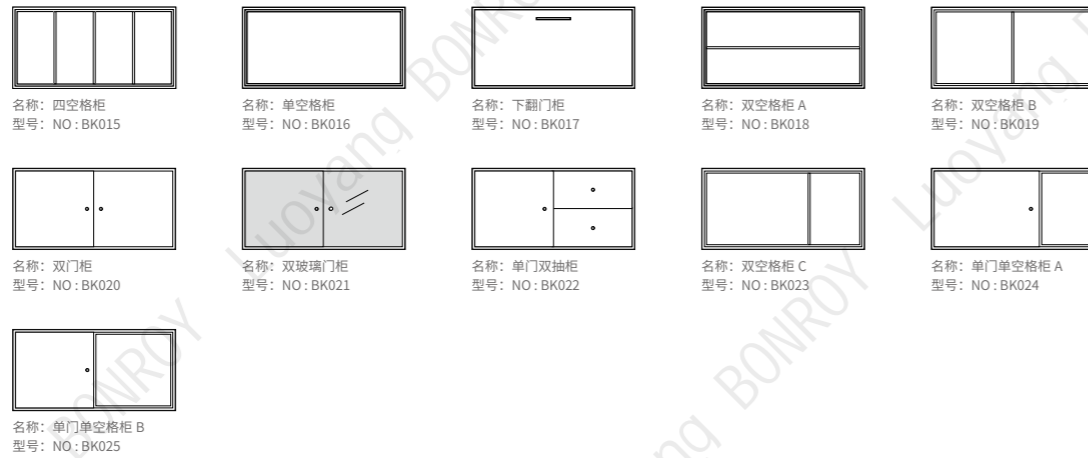 名称：四空格柜
型号：NO : BK015
名称：单空格柜
型号：NO : BK016
名称：下翻门柜
型号：NO : BK017
名称：双空格柜 A
型号：NO : BK018
名称：双空格柜 B
型号：NO : BK019
名称：双门柜
型号：NO : BK020
名称：双玻璃门柜
型号：NO : BK021
名称：单门双抽柜
型号：NO : BK022
名称：双空格柜 C
型号：NO : BK023
名称：单门单空格柜 A
型号：NO : BK024
名称：单门单空格柜 B
型号：NO : BK025
Luoyang BONROY
Luoyang
BONROY
BONROY